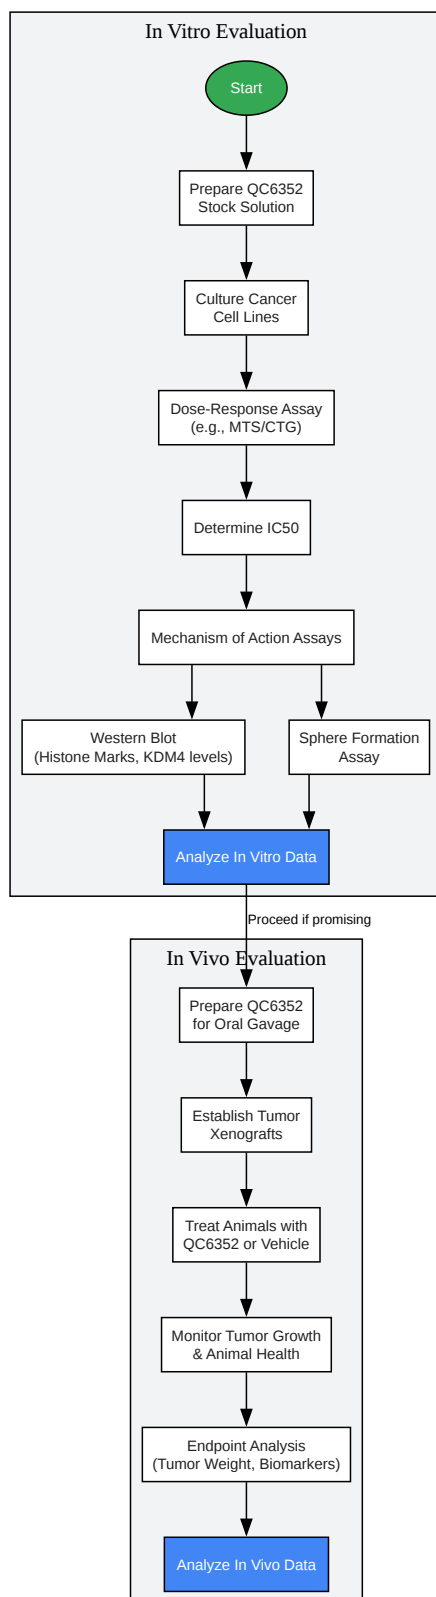 In Vitro Evaluation
Start
Prepare QC6352
Stock Solution
Culture Cancer
Cell Lines
Dose-Response Assay
(e.g., MTS/CTG)
Determine IC50
Mechanism of Action Assays
Western Blot
(Histone Marks, KDM4 levels)
Sphere Formation
Assay
Analyze In Vitro Data
Proceed if promising
In Vivo Evaluation
Prepare QC6352
for Oral Gavage
Establish Tumor
Xenografts
Treat Animals with
QC6352 or Vehicle
Monitor Tumor Growth
& Animal Health
Endpoint Analysis
(Tumor Weight, Biomarkers)
Analyze In Vivo Data